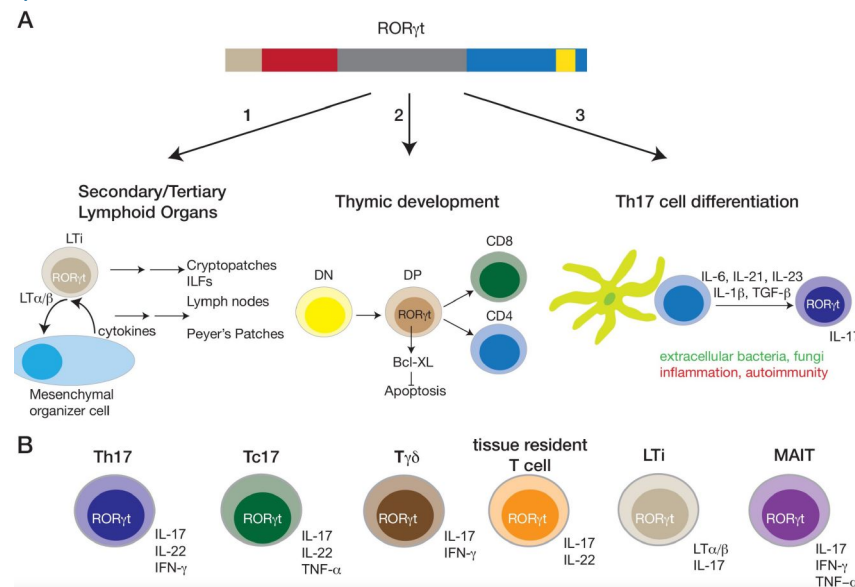 A
RORγt
1
2
3
Secondary/Tertiary
Lymphoid Organs
Thymic development
Th17 cell differentiation
LTi
RORγt
LTα/β
cytokines
Mesenchymal
organizer cell
Cryptopatches
ILFs
Lymph nodes
Peyer's Patches
DN
DP
RORγt
CD8
CD4
Bcl-XL
Apoptosis
IL-6, IL-21, IL-23
IL-1β, TGF-β
RORγt
IL-17
extracellular bacteria, fungi
inflammation, autoimmunity
B
Th17
RORγt
IL-17
IL-22
IFN-γ
Tc17
RORγt
IL-17
IL-22
TNF-α
Tγδ
RORγt
IL-17
IFN-γ
tissue resident
T cell
RORγt
IL-17
IL-22
LTi
RORγt
LTα/β
IL-17
MAIT
RORγt
IL-17
IFN-γ
TNF-α